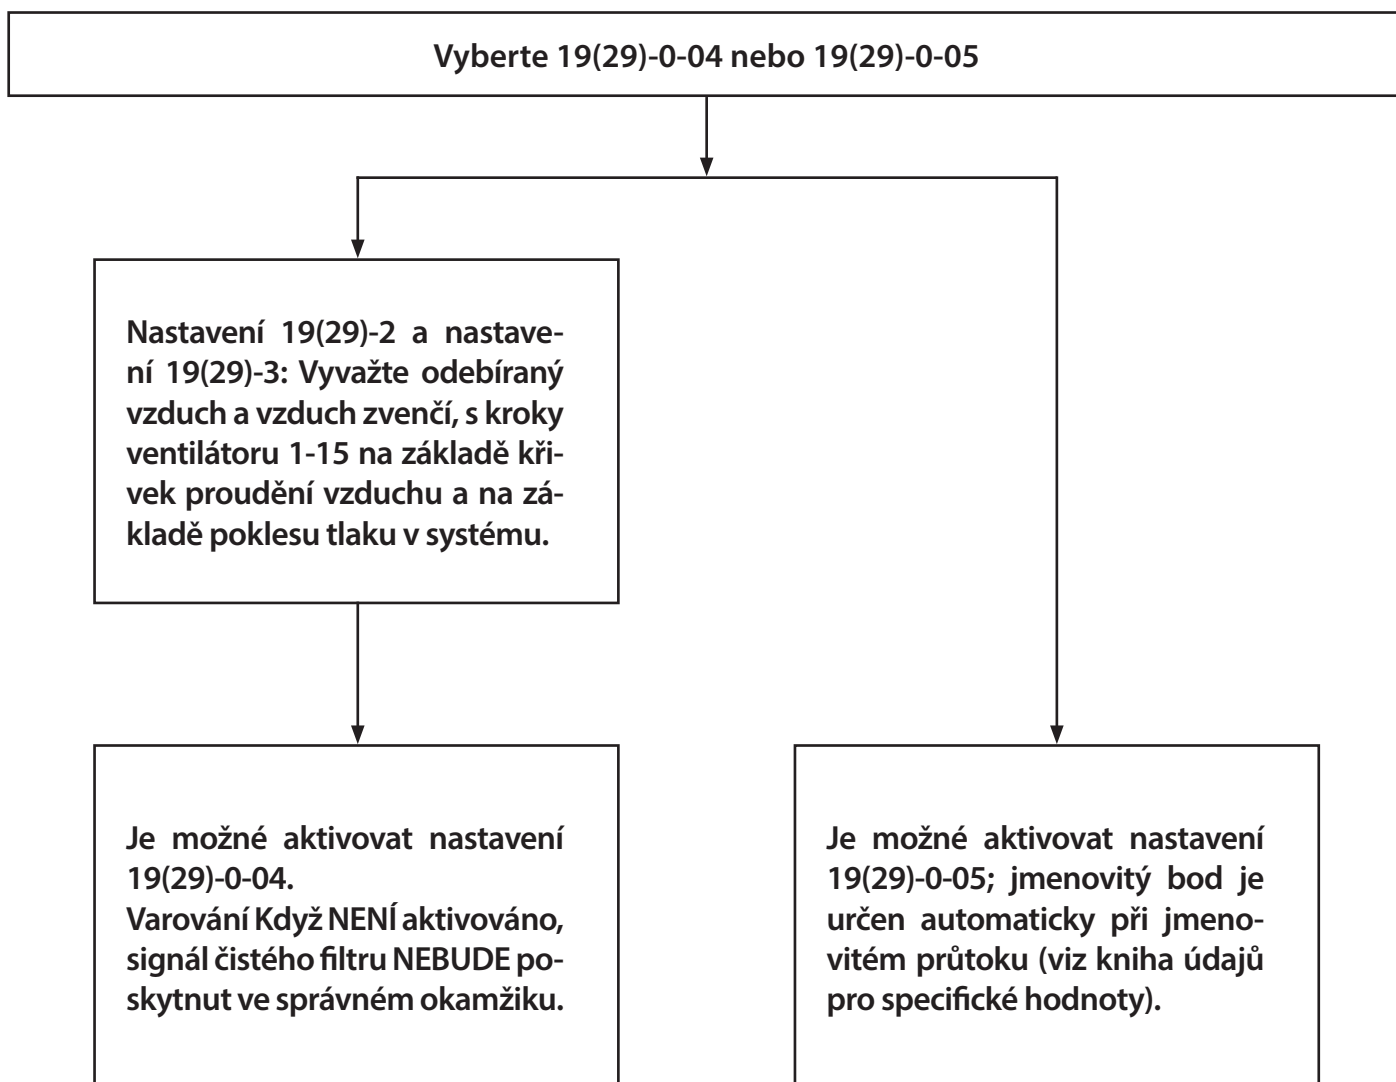 Vyberte 19(29)-0-04 nebo 19(29)-0-05
Nastavení 19(29)-2 a nastave-
ní 19(29)-3: Vyvažte odebíraný
vzduch a vzduch zvenčí, s kroky
ventilátoru 1-15 na základě kři-
vek proudění vzduchu a na zá-
kladě poklesu tlaku v systému.
Je možné aktivovat nastavení
19(29)-0-04.
Varování Když NENÍ aktivováno,
signál čistého filtru NEBUDE po-
skytnut ve správném okamžiku.
Je možné aktivovat nastavení
19(29)-0-05; jmenovitý bod je
určen automaticky při jmeno-
vitém průtoku (viz kniha údajů
pro specifické hodnoty).